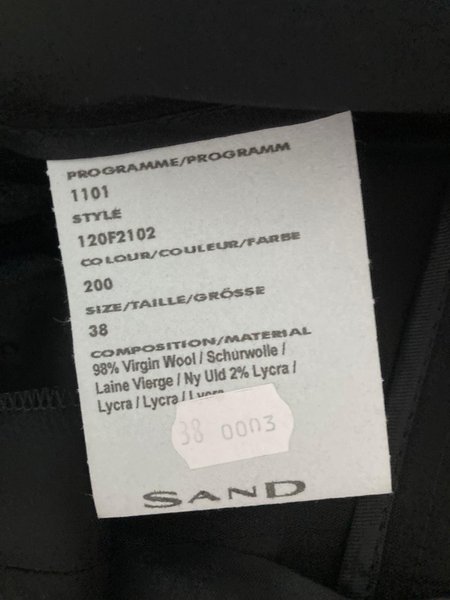 PROGRAMME/PROGRAMM
1101
STYLE
120F2102
COLOUR/COULEUR/FARBE
200
SIZE/TAILLE/GRÖSSE
38
COMPOSITION/MATERIAL
98% Virgin Wool / Schurwolle /
Laine Vierge / Ny Uld 2% Lycra /
Lycra / Lycra / Lycra
38 0003
SAND